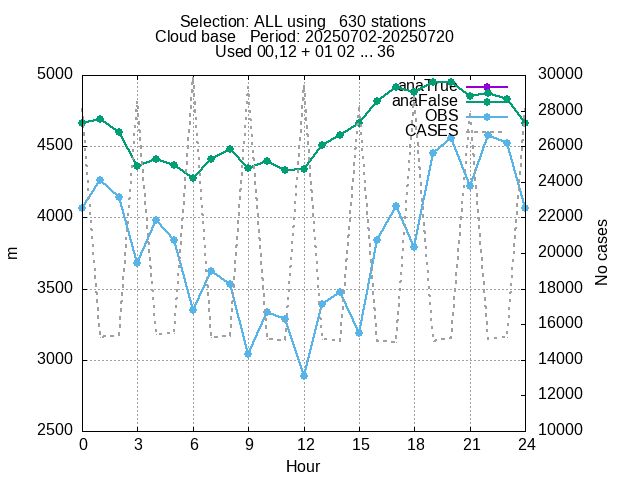 Selection: ALL using   630 stations
Cloud base   Period: 20250702-20250720
Used 00,12 + 01 02 ... 36
5000
4500
4000
3500
3000
2500
30000
28000
26000
24000
22000
20000
18000
16000
14000
12000
10000
anaTrue
anaFalse
OBS
CASES
m
No cases
0 3 6 9 12 15 18 21 24
Hour